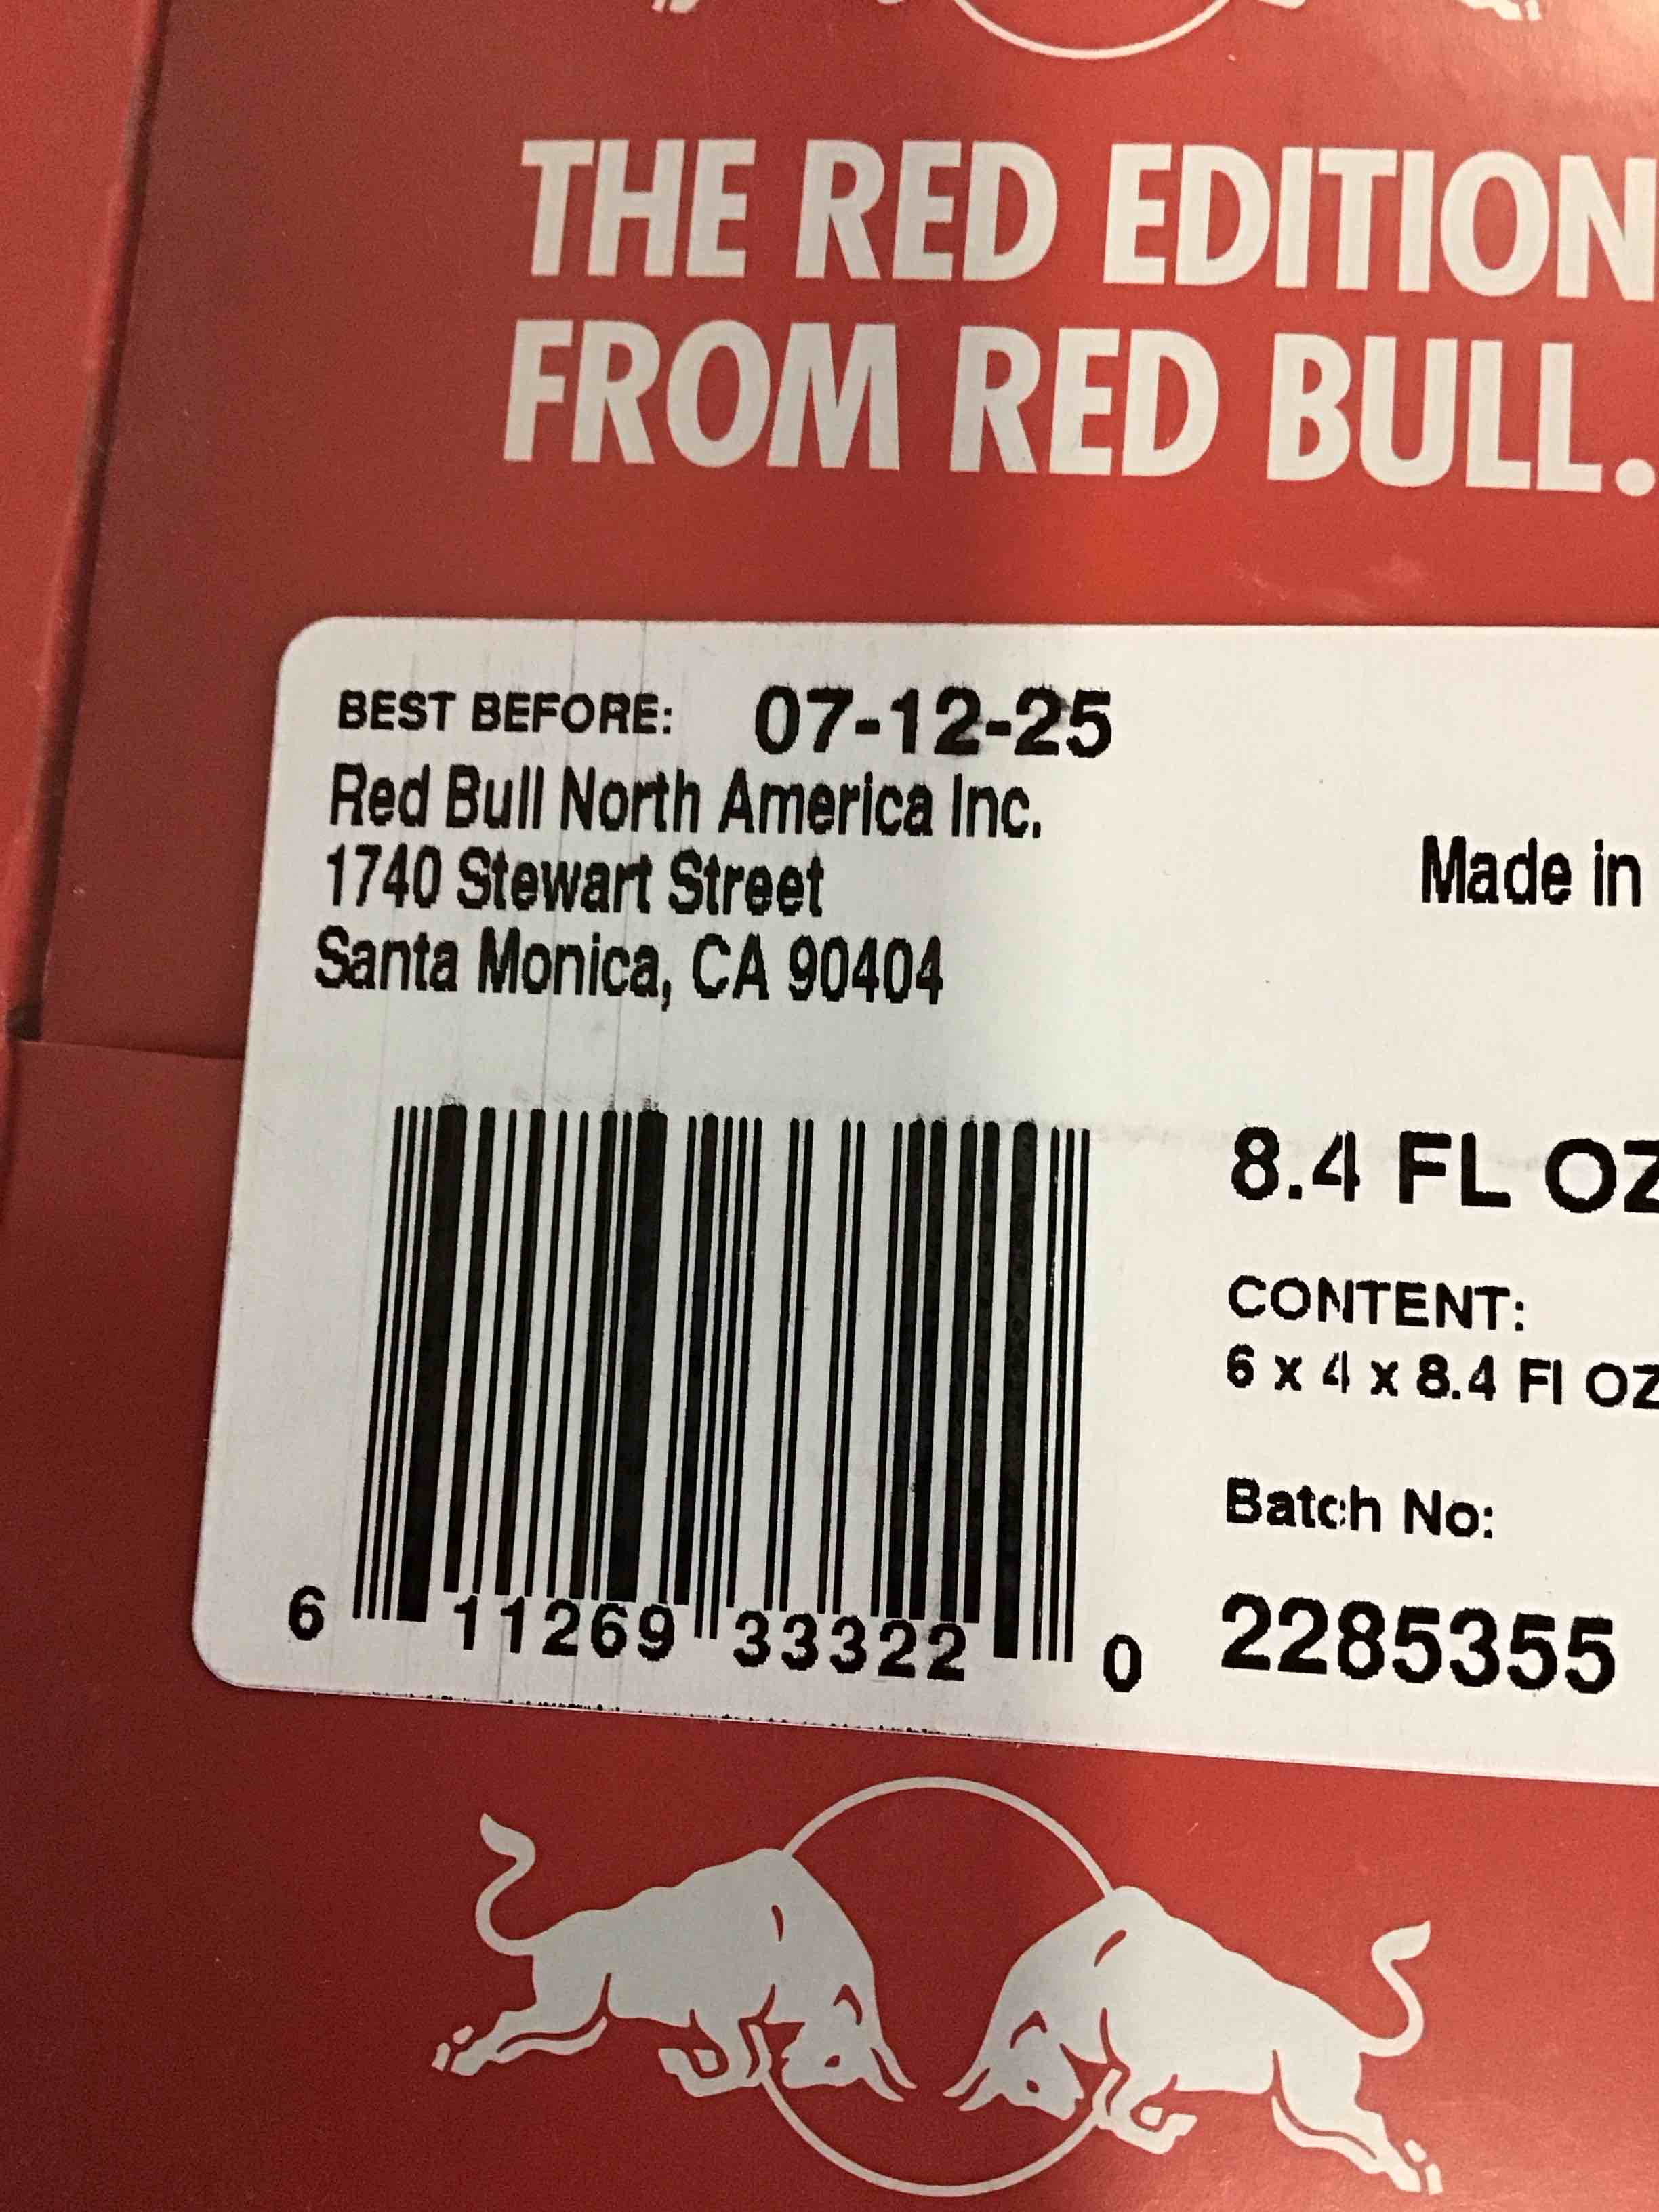 THE RED EDITION
FROM RED BULL.
BEST BEFORE: 07-12-25
Red Bull North America Inc.
1740 Stewart Street
Santa Monica, CA 90404
Made in
8.4 FL OZ
CONTENT:
6 x 4 x 8.4 Fl OZ
Batch No:
2285355
6 11269 33322 0